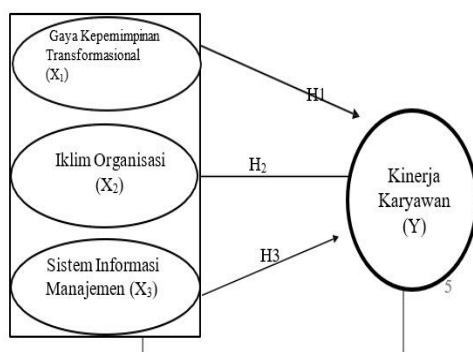 Gaya Kepemimpinan
Transformasional
(X₁)
H1
Iklim Organisasi
(X₂)
H₂
Kinerja
Karyawan
(Y)
Sistem Informasi
Manajemen (X₃)
H3
5